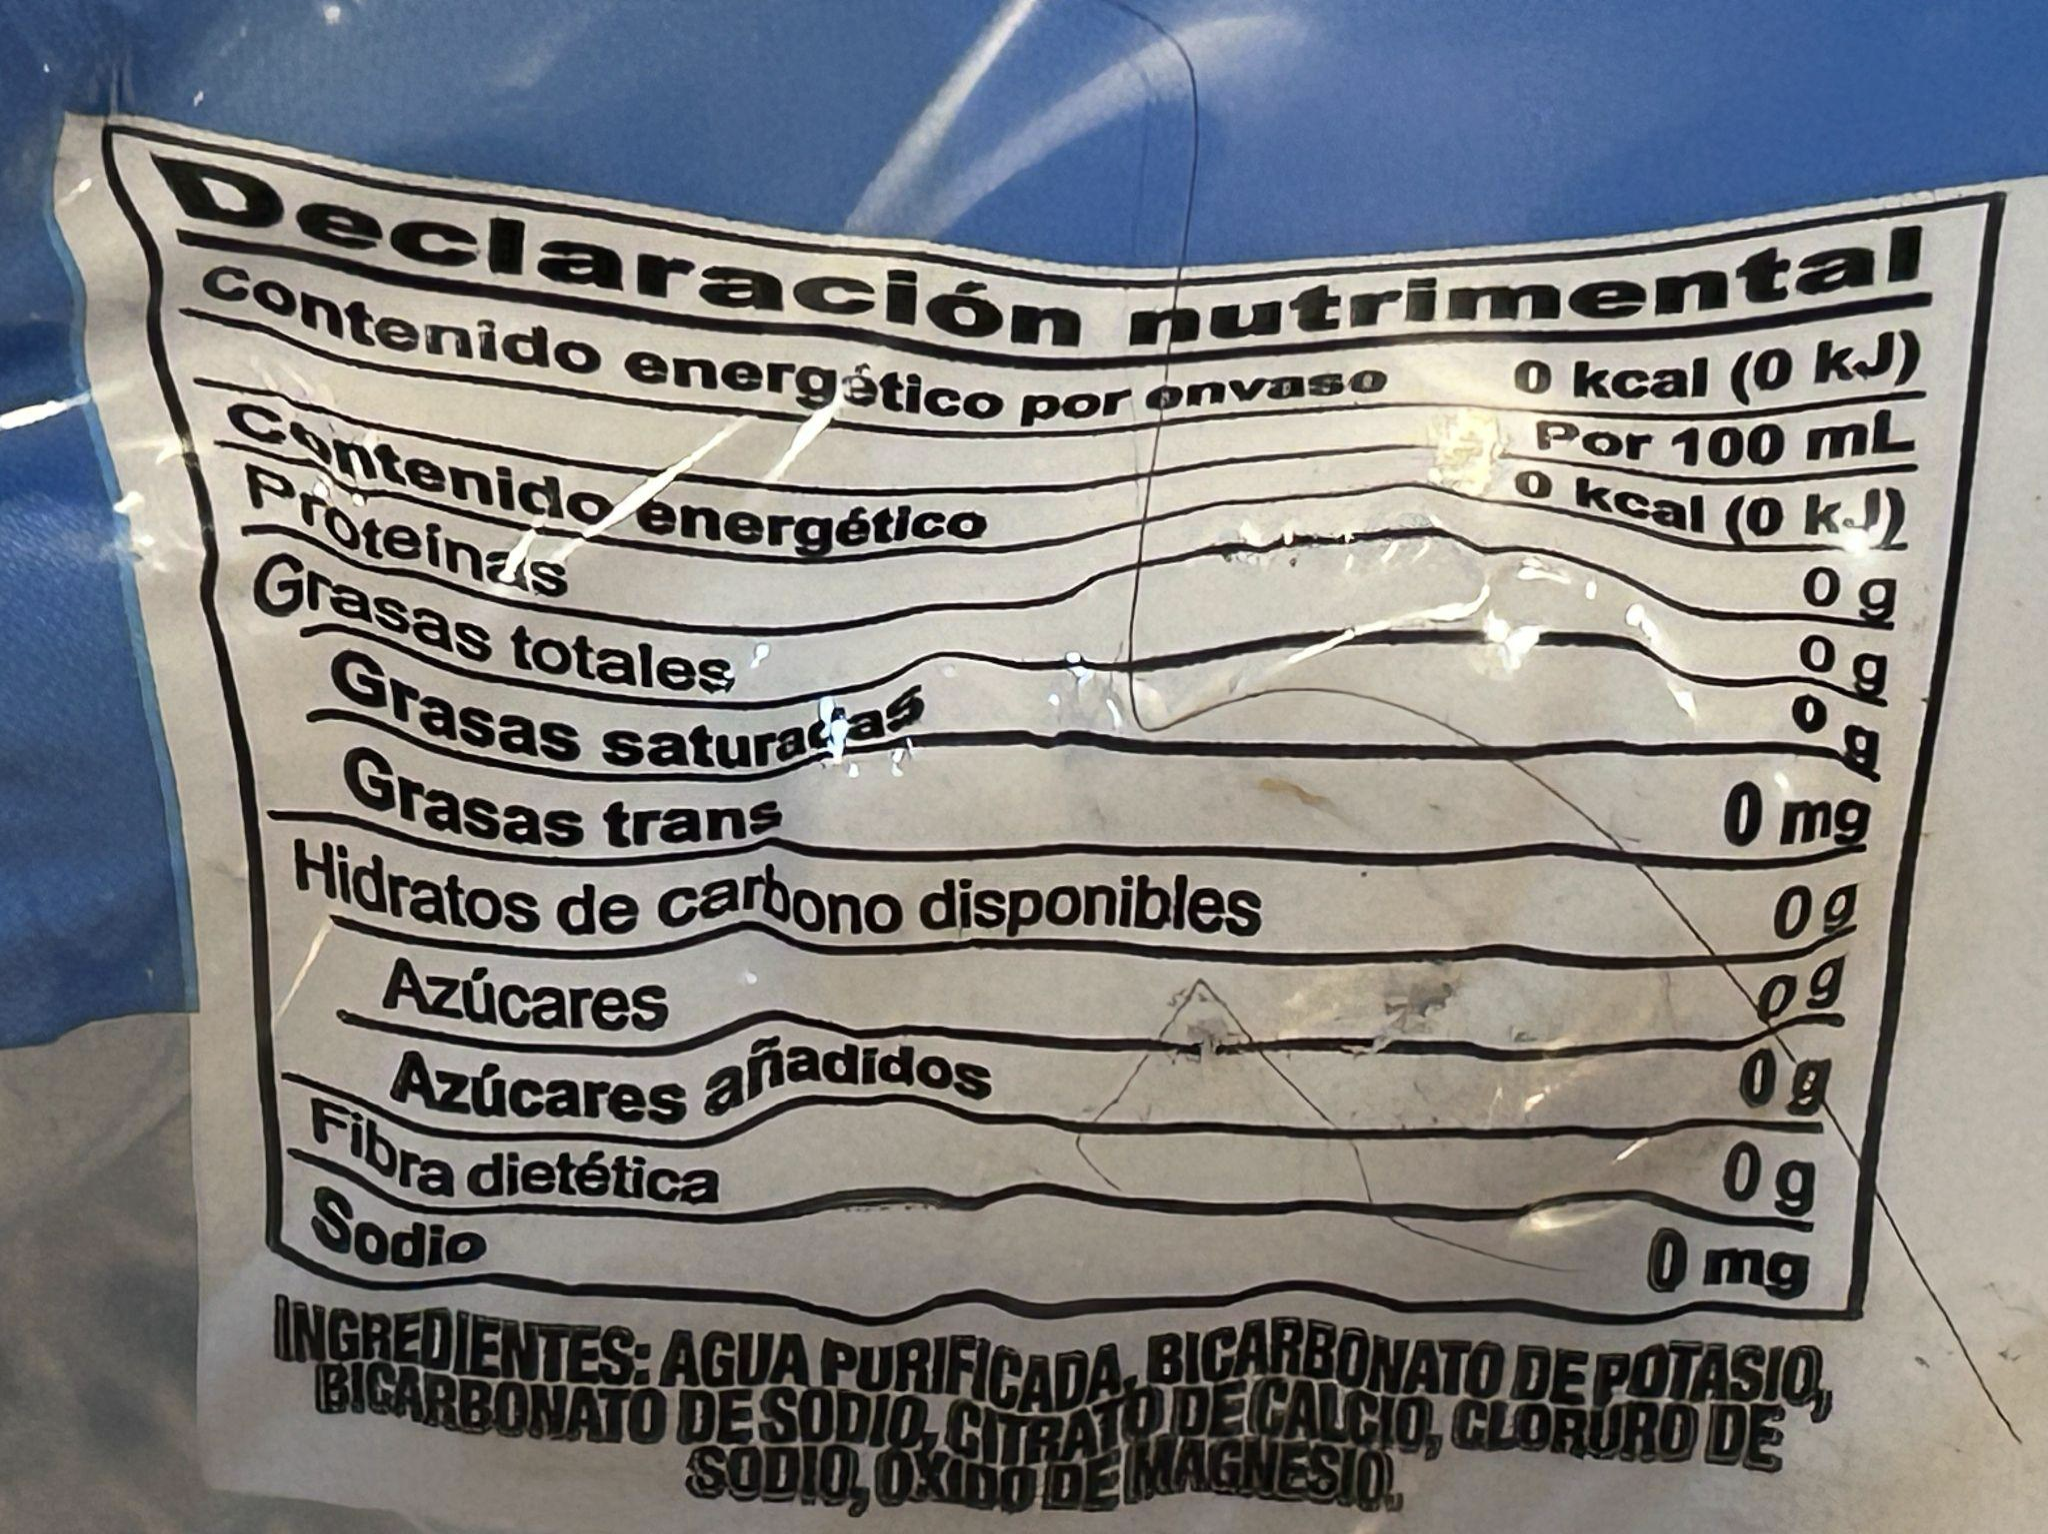 Declaración nutrimental
Contenido energético por envase 0 kcal (0 kJ)
Por 100 mL
Contenido energético 0 kcal (0 kJ)
Proteínas 0 g
Grasas totales 0 g
Grasas saturadas 0 g
Grasas trans 0 mg
Hidratos de carbono disponibles 0 g
Azúcares 0 g
Azúcares añadidos 0 g
Fibra dietética 0 g
Sodio 0 mg
INGREDIENTES: AGUA PURIFICADA, BICARBONATO DE POTASIO,
BICARBONATO DE SODIO, CITRATO DE CALCIO, CLORURO DE
SODIO, ÓXIDO DE MAGNESIO.